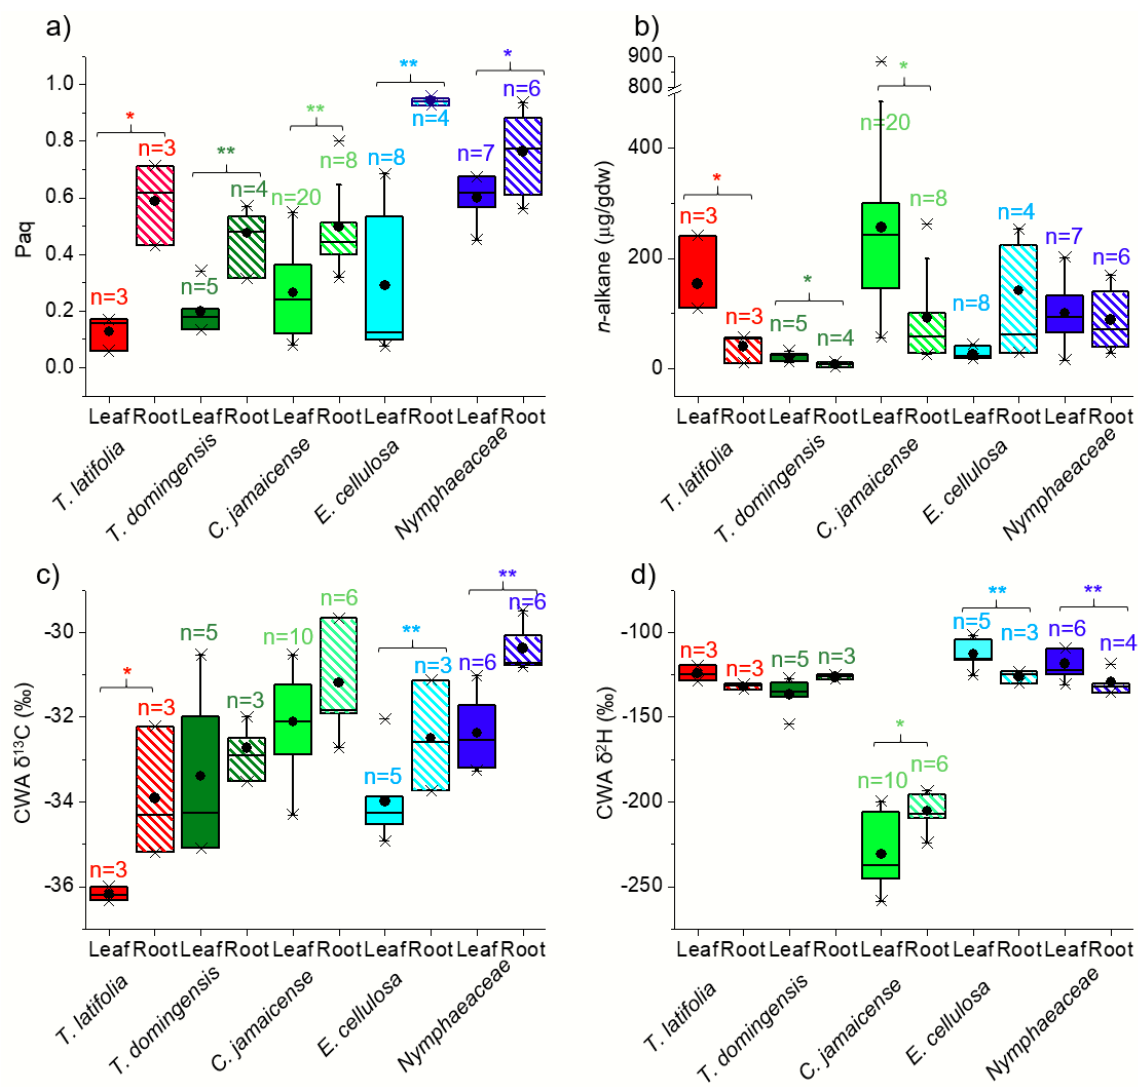 a)
Paq
1.0
0.8
0.6
0.4
0.2
0.0
*
**
**
**
*
n=3
n=3
n=5
n=4
n=20
n=8
n=8
n=4
n=7
n=6
Leaf Root Leaf Root Leaf Root Leaf Root Leaf Root
T. latifolia
T. domingensis
C. jamaicense
E. cellulosa
Nymphaeaceae
b)
n-alkane (μg/gdw)
900
800
400
200
0
*
*
*
n=3
n=3
n=5
n=4
n=20
n=8
n=8
n=4
n=7
n=6
Leaf Root Leaf Root Leaf Root Leaf Root Leaf Root
T. latifolia
T. domingensis
C. jamaicense
E. cellulosa
Nymphaeaceae
c)
CWA δ¹³C (‰)
-30
-32
-34
-36
*
**
**
n=3
n=3
n=5
n=3
n=10
n=6
n=5
n=3
n=6
n=6
Leaf Root Leaf Root Leaf Root Leaf Root Leaf Root
T. latifolia
T. domingensis
C. jamaicense
E. cellulosa
Nymphaeaceae
d)
CWA δ²H (‰)
-100
-150
-200
-250
*
**
**
n=3
n=3
n=5
n=3
n=10
n=6
n=5
n=3
n=6
n=4
Leaf Root Leaf Root Leaf Root Leaf Root Leaf Root
T. latifolia
T. domingensis
C. jamaicense
E. cellulosa
Nymphaeaceae